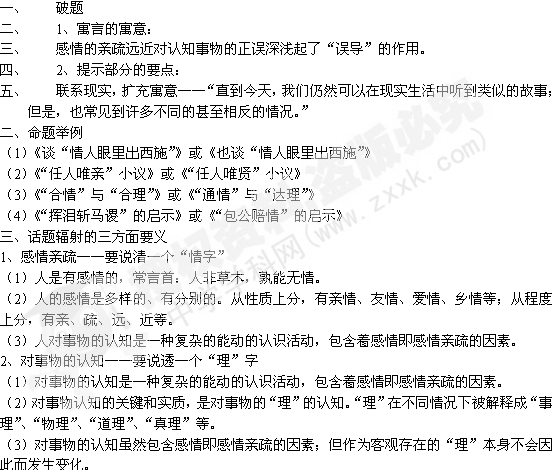 一、 破题
二、 1、寓言的寓意：
三、 感情的亲疏远近对认知事物的正误深浅起了“误导”的作用。
四、 2、提示部分的要点：
五、 联系现实，扩充寓意——“直到今天，我们仍然可以在现实生活中听到类似的故事；
但是，也常见到许多不同的甚至相反的情况。”
二、命题举例
（1）《谈“情人眼里出西施”》或《也谈“情人眼里出西施”》
（2）《“任人唯亲”小议》或《“任人唯贤”小议》
（3）《“合情”与“合理”》或《“通情”与“达理”》
（4）《“挥泪斩马谡”的启示》或《“包公赔情”的启示》
三、话题辐射的三方面要义
1、感情亲疏——要说清一个“情字”
（1）人是有感情的，常言道：人非草木，孰能无情。
（2）人的感情是多样的、有分别的。从性质上分，有亲情、友情、爱情、乡情等；从程度
上分，有亲、疏、远、近等。
（3）人对事物的认知是一种复杂的能动的认识活动，包含着感情即感情亲疏的因素。
2、对事物的认知——要说透一个“理”字
（1）对事物的认知是一种复杂的能动的认识活动，包含着感情即感情亲疏的因素。
（2）对事物认知的关键和实质，是对事物的“理”的认知。“理”在不同情况下被解释成“事
理”、“物理”、“道理”、“真理”等。
（3）对事物的认知虽然包含感情即感情亲疏的因素；但作为客观存在的“理”本身不会因
此而发生变化。
www.zxxk.com